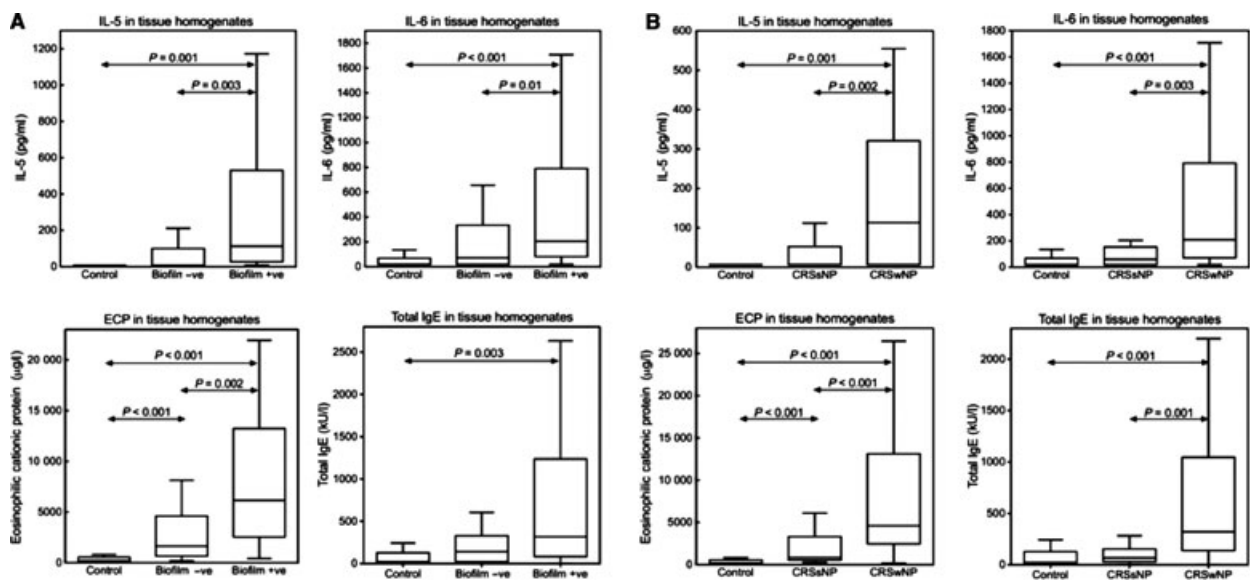 A
IL-5 in tissue homogenates
IL-5 (pg/ml)
1200
1000
800
600
400
200
0
P = 0.001
P = 0.003
Control Biofilm –ve Biofilm +ve
IL-6 in tissue homogenates
IL-6 (pg/ml)
1800
1600
1400
1200
1000
800
600
400
200
0
P < 0.001
P = 0.01
Control Biofilm –ve Biofilm +ve
ECP in tissue homogenates
Eosinophilic cationic protein (µg/l)
20 000
15 000
10 000
5000
0
P < 0.001
P = 0.002
P < 0.001
Control Biofilm –ve Biofilm +ve
Total IgE in tissue homogenates
Total IgE (kU/l)
2500
2000
1500
1000
500
0
P = 0.003
Control Biofilm –ve Biofilm +ve
B
IL-5 in tissue homogenates
IL-5 (pg/ml)
600
500
400
300
200
100
0
P = 0.001
P = 0.002
Control CRSsNP CRSwNP
IL-6 in tissue homogenates
IL-6 (pg/ml)
1800
1600
1400
1200
1000
800
600
400
200
0
P < 0.001
P = 0.003
Control CRSsNP CRSwNP
ECP in tissue homogenates
Eosinophilic cationic protein (µg/l)
25 000
20 000
15 000
10 000
5000
0
P < 0.001
P < 0.001
P < 0.001
Control CRSsNP CRSwNP
Total IgE in tissue homogenates
Total IgE (kU/l)
2000
1500
1000
500
0
P < 0.001
P = 0.001
Control CRSsNP CRSwNP